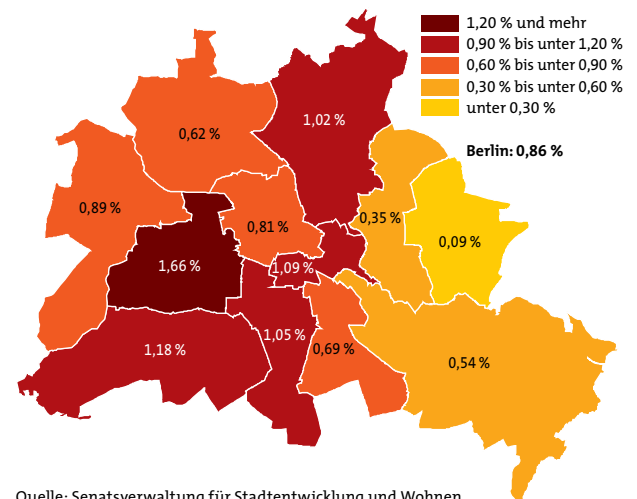 1,20 % und mehr
0,90 % bis unter 1,20 %
0,60 % bis unter 0,90 %
0,30 % bis unter 0,60 %
unter 0,30 %
Berlin: 0,86 %
1,02 %
0,62 %
0,89 %
0,81 %
0,35 %
0,09 %
1,66 %
1,09 %
1,05 %
1,18 %
0,69 %
0,54 %
Quelle: Senatsverwaltung für Stadtentwicklung und Wohnen